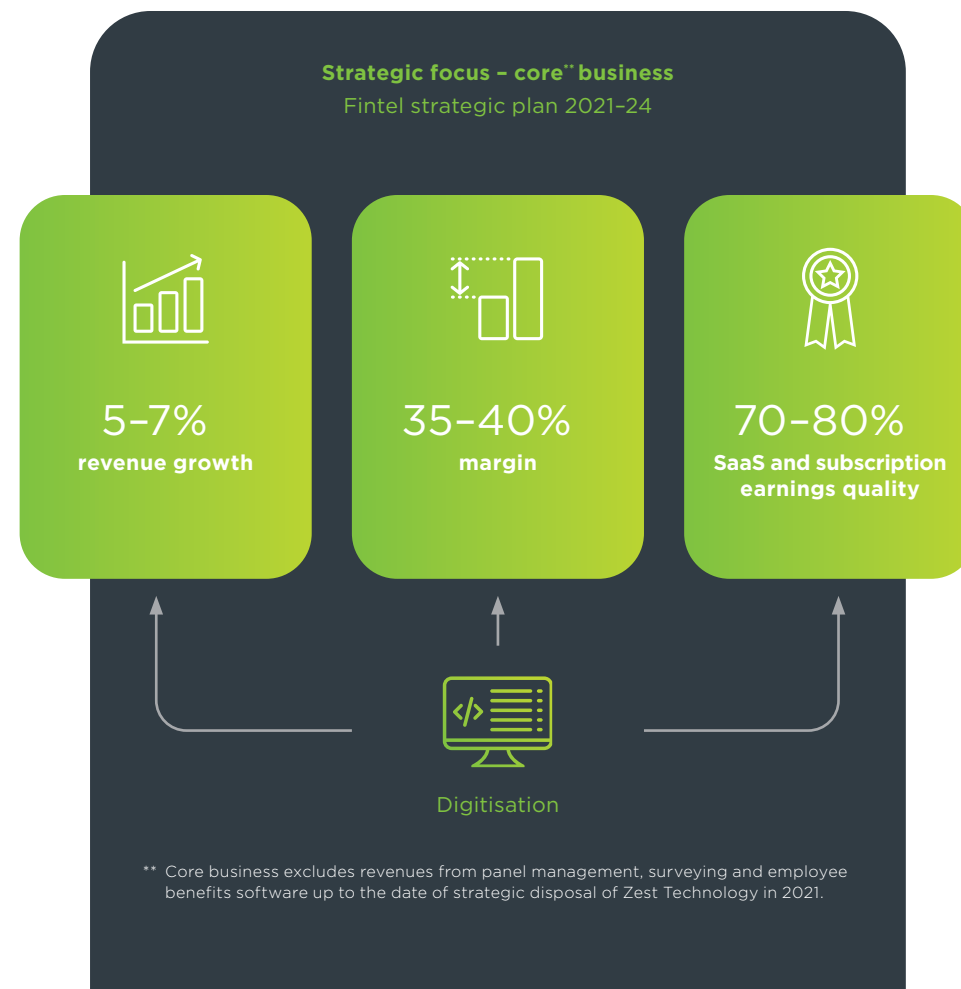 Strategic focus – core** business
Fintel strategic plan 2021–24
5–7%
revenue growth
35–40%
margin
70–80%
SaaS and subscription
earnings quality
</>
Digitisation
** Core business excludes revenues from panel management, surveying and employee
benefits software up to the date of strategic disposal of Zest Technology in 2021.